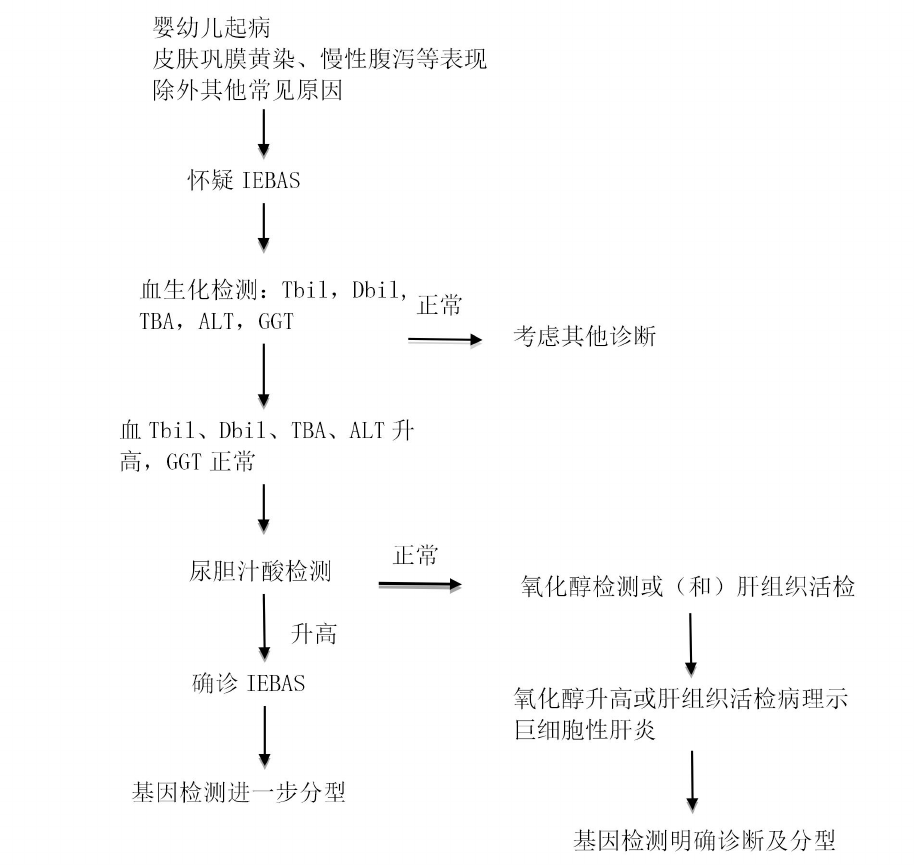 婴幼儿起病
皮肤巩膜黄染、慢性腹泻等表现
除外其他常见原因
怀疑 IEBAS
血生化检测：Tbil，Dbil，
TBA，ALT，GGT
正常
考虑其他诊断
血 Tbil、Dbil、TBA、ALT 升
高，GGT 正常
尿胆汁酸检测
正常
氧化醇检测或（和）肝组织活检
升高
确诊 IEBAS
氧化醇升高或肝组织活检病理示
巨细胞性肝炎
基因检测进一步分型
基因检测明确诊断及分型